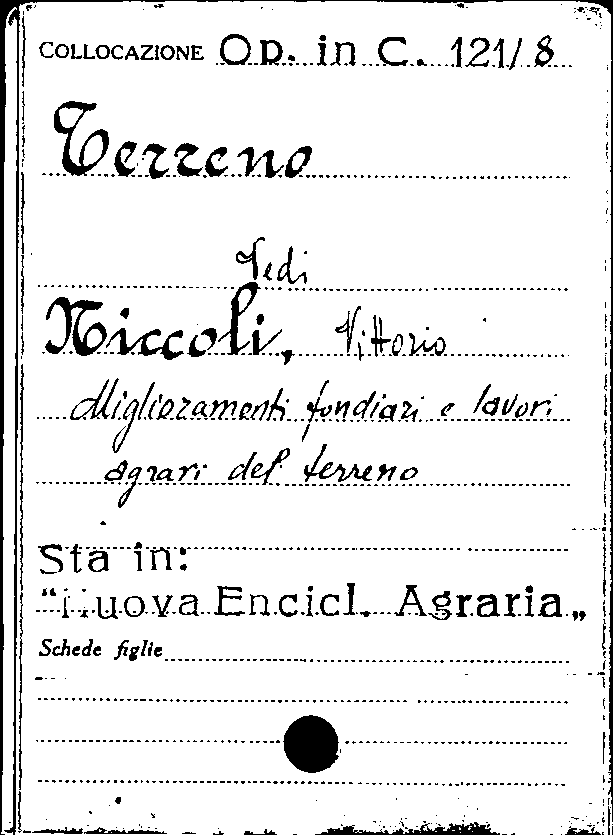 COLLOCAZIONE Op. in C. 121/8
Terreno
Vedi
Niccoli, Vittorio
Miglioramenti fondiari e lavori
agrari del terreno
Sta in:
"Nuova Encicl. Agraria„
Schede figlie